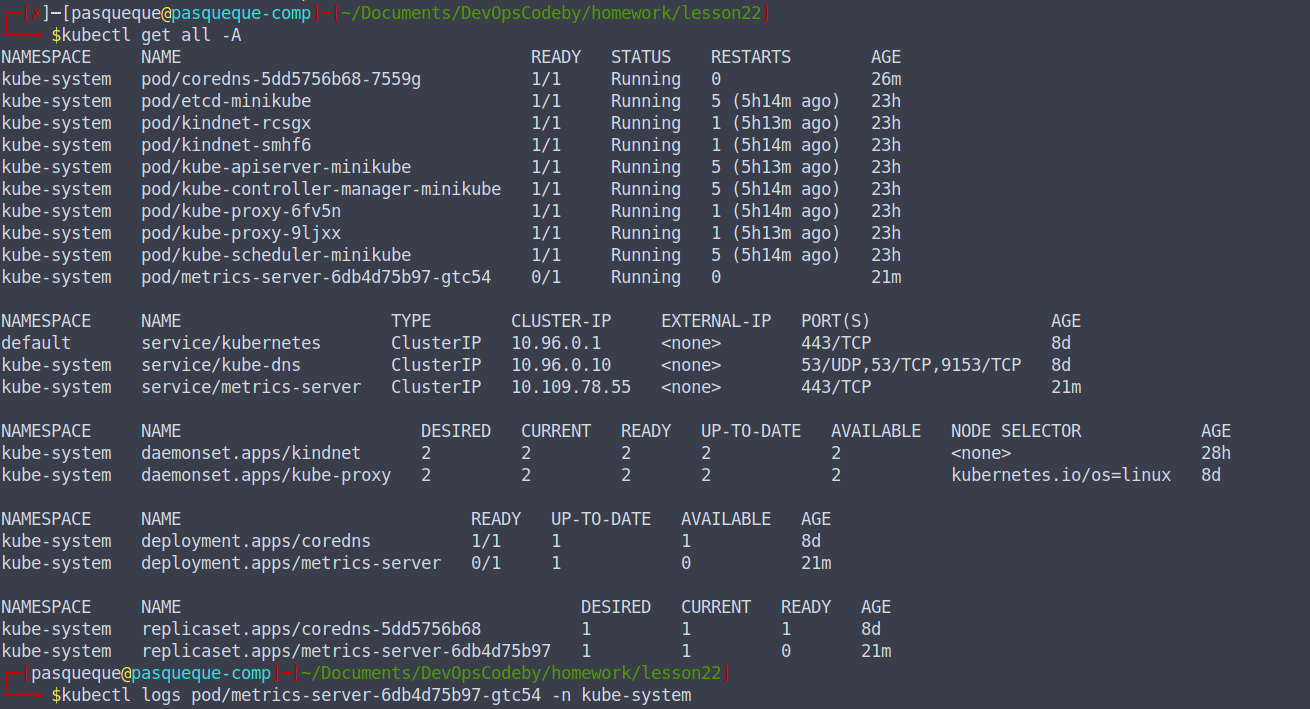 ┌─[✗]─[pasqueque@pasqueque-comp]─[~/Documents/DevOpsCodeby/homework/lesson22]
└──╼ $kubectl get all -A
NAMESPACE     NAME                                   READY   STATUS    RESTARTS        AGE
kube-system   pod/coredns-5dd5756b68-7559g           1/1     Running   0               26m
kube-system   pod/etcd-minikube                      1/1     Running   5 (5h14m ago)   23h
kube-system   pod/kindnet-rcsgx                      1/1     Running   1 (5h13m ago)   23h
kube-system   pod/kindnet-smhf6                      1/1     Running   1 (5h14m ago)   23h
kube-system   pod/kube-apiserver-minikube            1/1     Running   5 (5h13m ago)   23h
kube-system   pod/kube-controller-manager-minikube   1/1     Running   5 (5h14m ago)   23h
kube-system   pod/kube-proxy-6fv5n                   1/1     Running   1 (5h14m ago)   23h
kube-system   pod/kube-proxy-9ljxx                   1/1     Running   1 (5h13m ago)   23h
kube-system   pod/kube-scheduler-minikube            1/1     Running   5 (5h14m ago)   23h
kube-system   pod/metrics-server-6db4d75b97-gtc54    0/1     Running   0               21m
NAMESPACE     NAME                     TYPE        CLUSTER-IP      EXTERNAL-IP   PORT(S)                  AGE
default       service/kubernetes       ClusterIP   10.96.0.1       <none>        443/TCP                  8d
kube-system   service/kube-dns         ClusterIP   10.96.0.10      <none>        53/UDP,53/TCP,9153/TCP   8d
kube-system   service/metrics-server   ClusterIP   10.109.78.55    <none>        443/TCP                  21m
NAMESPACE     NAME                        DESIRED   CURRENT   READY   UP-TO-DATE   AVAILABLE   NODE SELECTOR            AGE
kube-system   daemonset.apps/kindnet      2         2         2       2            2           <none>                   28h
kube-system   daemonset.apps/kube-proxy   2         2         2       2            2           kubernetes.io/os=linux   8d
NAMESPACE     NAME                             READY   UP-TO-DATE   AVAILABLE   AGE
kube-system   deployment.apps/coredns          1/1     1            1           8d
kube-system   deployment.apps/metrics-server   0/1     1            0           21m
NAMESPACE     NAME                                        DESIRED   CURRENT   READY   AGE
kube-system   replicaset.apps/coredns-5dd5756b68          1         1         1       8d
kube-system   replicaset.apps/metrics-server-6db4d75b97   1         1         0       21m
┌─[pasqueque@pasqueque-comp]─[~/Documents/DevOpsCodeby/homework/lesson22]
└──╼ $kubectl logs pod/metrics-server-6db4d75b97-gtc54 -n kube-system